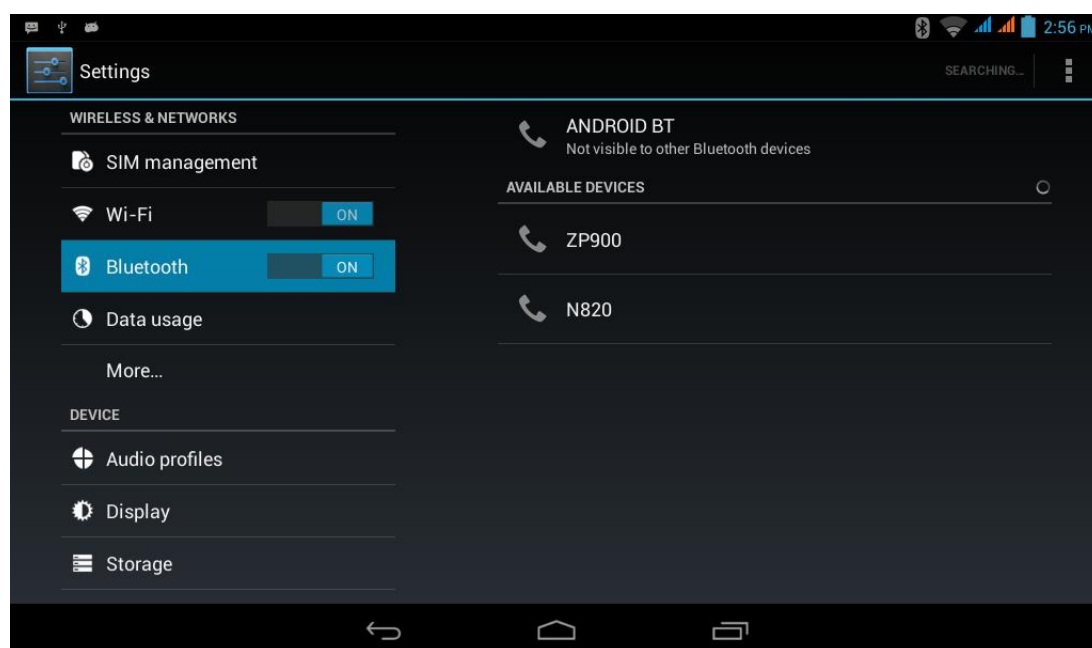 2:56 PM
Settings
SEARCHING...
WIRELESS & NETWORKS
SIM management
Wi-Fi ON
Bluetooth ON
Data usage
More...
DEVICE
Audio profiles
Display
Storage
ANDROID BT
Not visible to other Bluetooth devices
AVAILABLE DEVICES
ZP900
N820